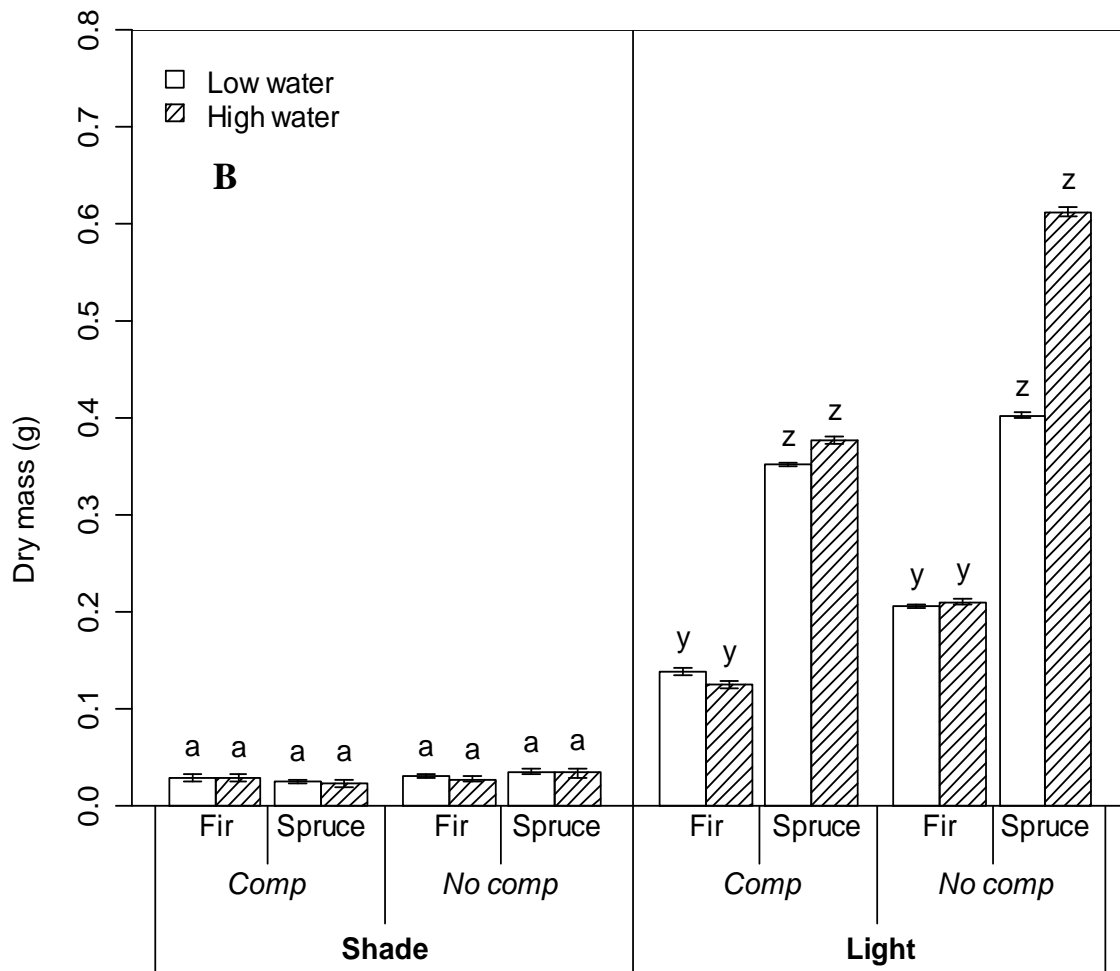 Dry mass (g)
0.8
0.7
0.6
0.5
0.4
0.3
0.2
0.1
0.0
Low water
High water
B
a a a a a a a a
y y z z y y z z
Fir Spruce Fir Spruce Fir Spruce Fir Spruce
Comp No comp Comp No comp
Shade Light